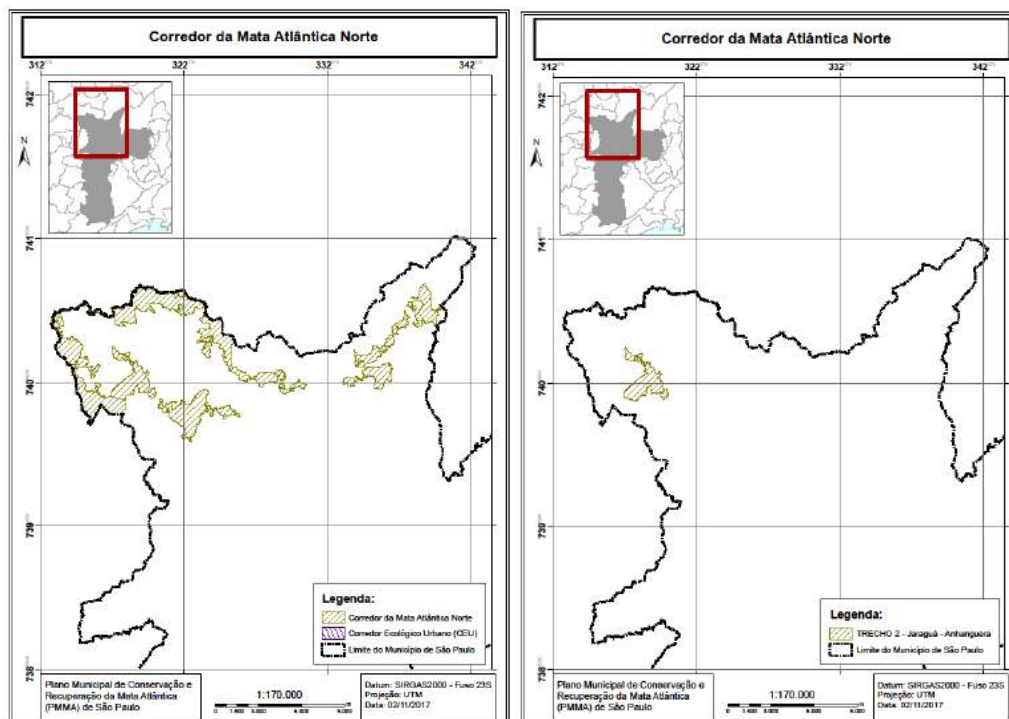 Corredor da Mata Atlântica Norte
312
322
332
342
742
N
741
740
739
738
Legenda:
Corredor da Mata Atlântica Norte
Corredor Ecológico Urbano (CEU)
Limite do Município de São Paulo
Plano Municipal de Conservação e
Recuperação da Mata Atlântica
(PMMA) de São Paulo
1:170.000
Datum: SIRGAS2000 - Fuso 23S
Projeção: UTM
Data: 02/11/2017
Corredor da Mata Atlântica Norte
312
322
332
342
742
N
741
740
739
738
Legenda:
TRECHO 2 - Jaraguá - Anhanguera
Limite do Município de São Paulo
Plano Municipal de Conservação e
Recuperação da Mata Atlântica
(PMMA) de São Paulo
1:170.000
Datum: SIRGAS2000 - Fuso 23S
Projeção: UTM
Data: 02/11/2017